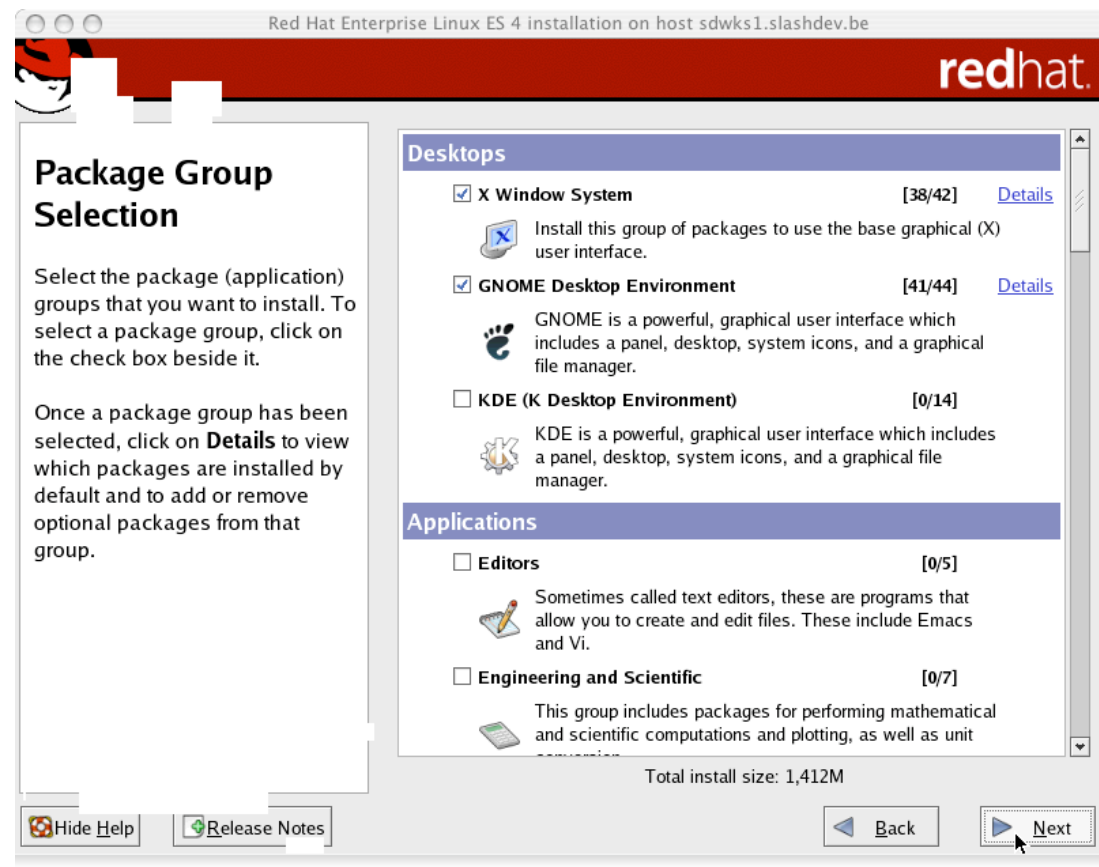 Red Hat Enterprise Linux ES 4 installation on host sdwks1.slashdev.be
redhat.
Package Group
Selection
Select the package (application)
groups that you want to install. To
select a package group, click on
the check box beside it.
Once a package group has been
selected, click on Details to view
which packages are installed by
default and to add or remove
optional packages from that
group.
Desktops
X Window System [38/42] Details
Install this group of packages to use the base graphical (X)
user interface.
GNOME Desktop Environment [41/44] Details
GNOME is a powerful, graphical user interface which
includes a panel, desktop, system icons, and a graphical
file manager.
KDE (K Desktop Environment) [0/14]
KDE is a powerful, graphical user interface which includes
a panel, desktop, system icons, and a graphical file
manager.
Applications
Editors [0/5]
Sometimes called text editors, these are programs that
allow you to create and edit files. These include Emacs
and Vi.
Engineering and Scientific [0/7]
This group includes packages for performing mathematical
and scientific computations and plotting, as well as unit
Total install size: 1,412M
Hide Help
Release Notes
Back
Next